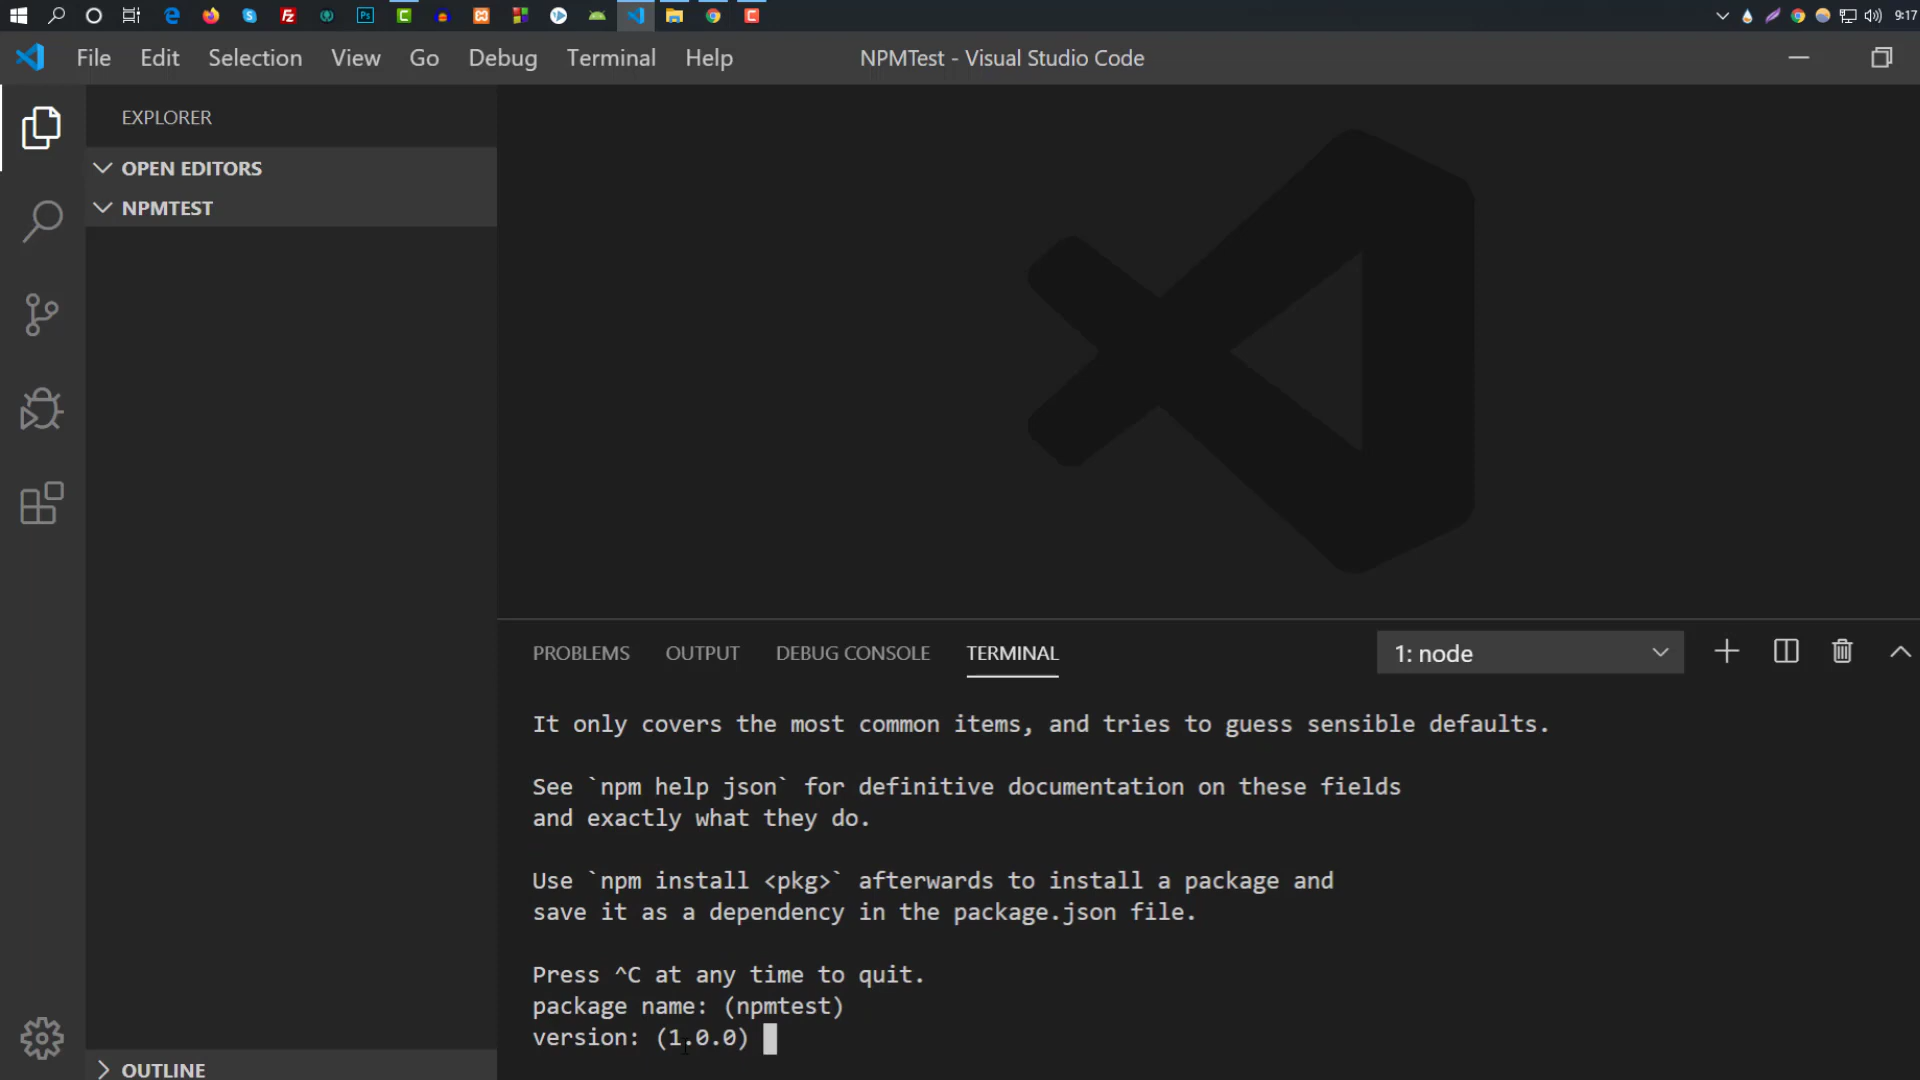 9:17
File Edit Selection View Go Debug Terminal Help NPMTest - Visual Studio Code
EXPLORER
OPEN EDITORS
NPMTEST
PROBLEMS OUTPUT DEBUG CONSOLE TERMINAL 1: node
It only covers the most common items, and tries to guess sensible defaults.
See `npm help json` for definitive documentation on these fields
and exactly what they do.
Use `npm install <pkg>` afterwards to install a package and
save it as a dependency in the package.json file.
Press ^C at any time to quit.
package name: (npmtest)
version: (1.0.0)
OUTLINE